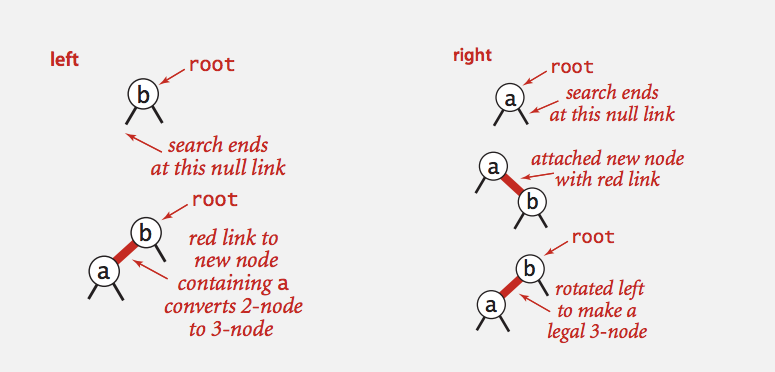 left
root
b
search ends
at this null link
root
b
a
red link to
new node
containing a
converts 2-node
to 3-node
right
root
a
search ends
at this null link
attached new node
with red link
a
b
root
b
a
rotated left
to make a
legal 3-node